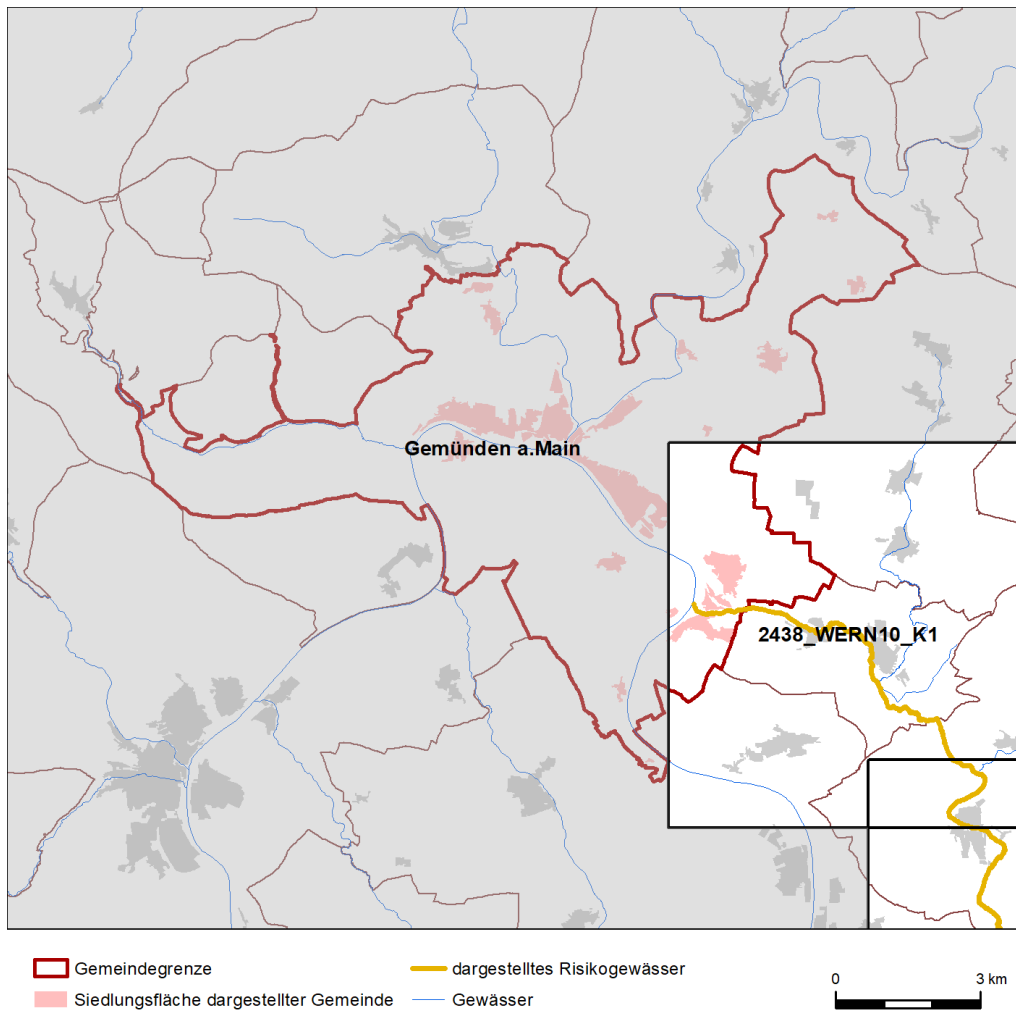 Gemünden a.Main
2438_WERN10_K1
Gemeindegrenze
dargestelltes Risikogewässer
0 3 km
Siedlungsfläche dargestellter Gemeinde
Gewässer